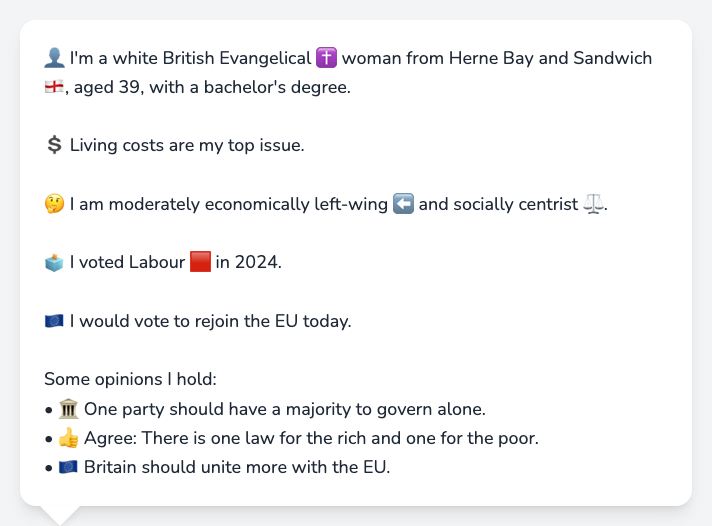 👤 I'm a white British Evangelical ✝️ woman from Herne Bay and Sandwich
🏴󠁧󠁢󠁥󠁮󠁧󠁿, aged 39, with a bachelor's degree.
💲 Living costs are my top issue.
🤔 I am moderately economically left-wing ⬅️ and socially centrist ⚖️.
🗳️ I voted Labour 🟥 in 2024.
🇪🇺 I would vote to rejoin the EU today.
Some opinions I hold:
• 🏛️ One party should have a majority to govern alone.
• 👍 Agree: There is one law for the rich and one for the poor.
• 🇪🇺 Britain should unite more with the EU.